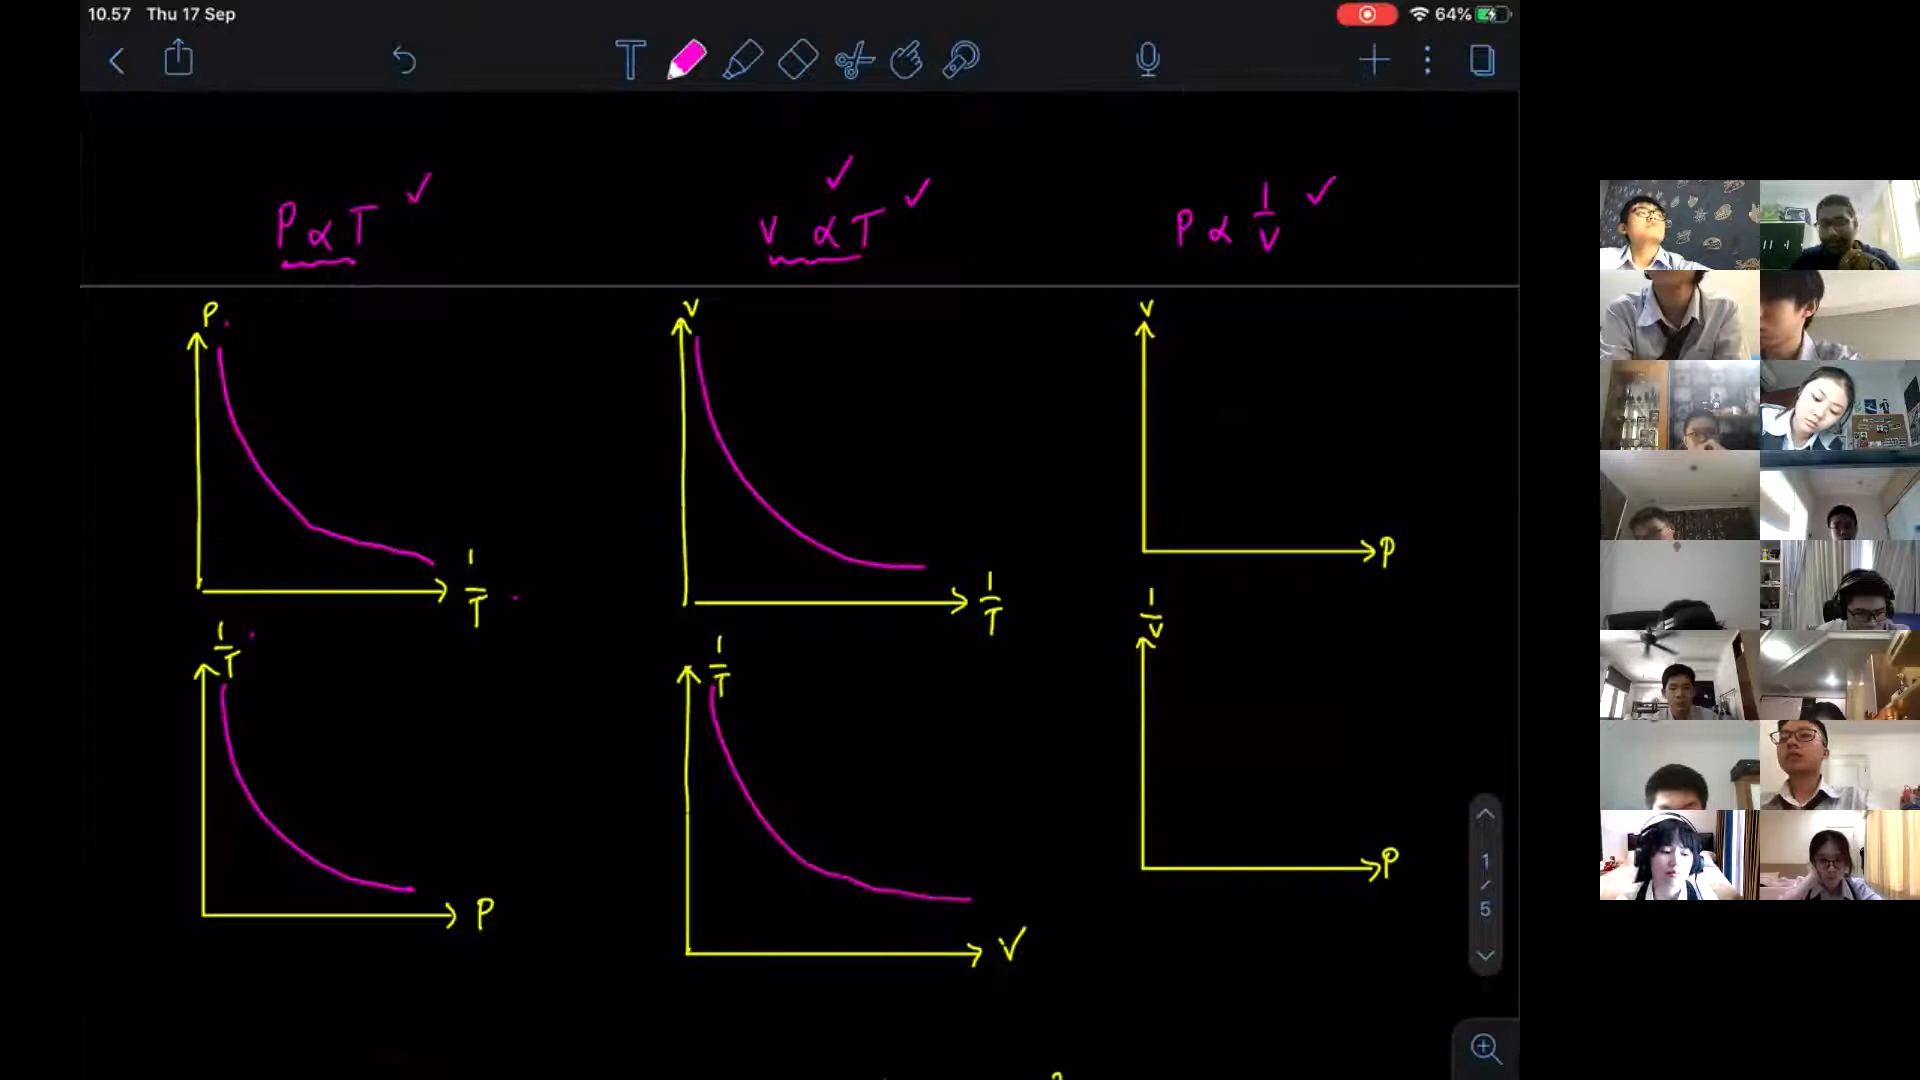 10.57 Thu 17 Sep
64%
T
P ∝ T ✓
✓
V ∝ T ✓
P ∝ 1/V ✓
P
1/T
V
1/T
V
P
1/T
P
1/T
V
1/V
P
1
/
5